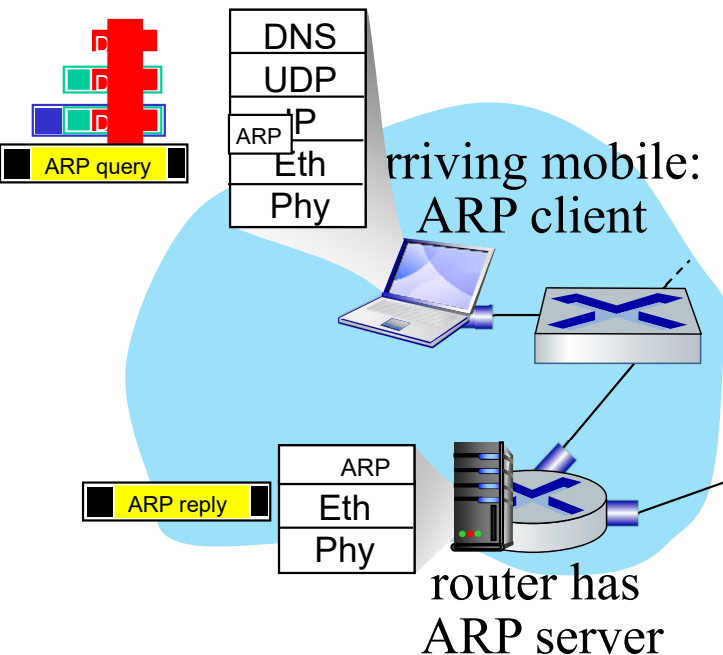 D
DNS
D
UDP
D
IP
ARP
ARP query
Eth
Phy
rriving mobile:
ARP client
ARP
ARP reply
Eth
Phy
router has
ARP server